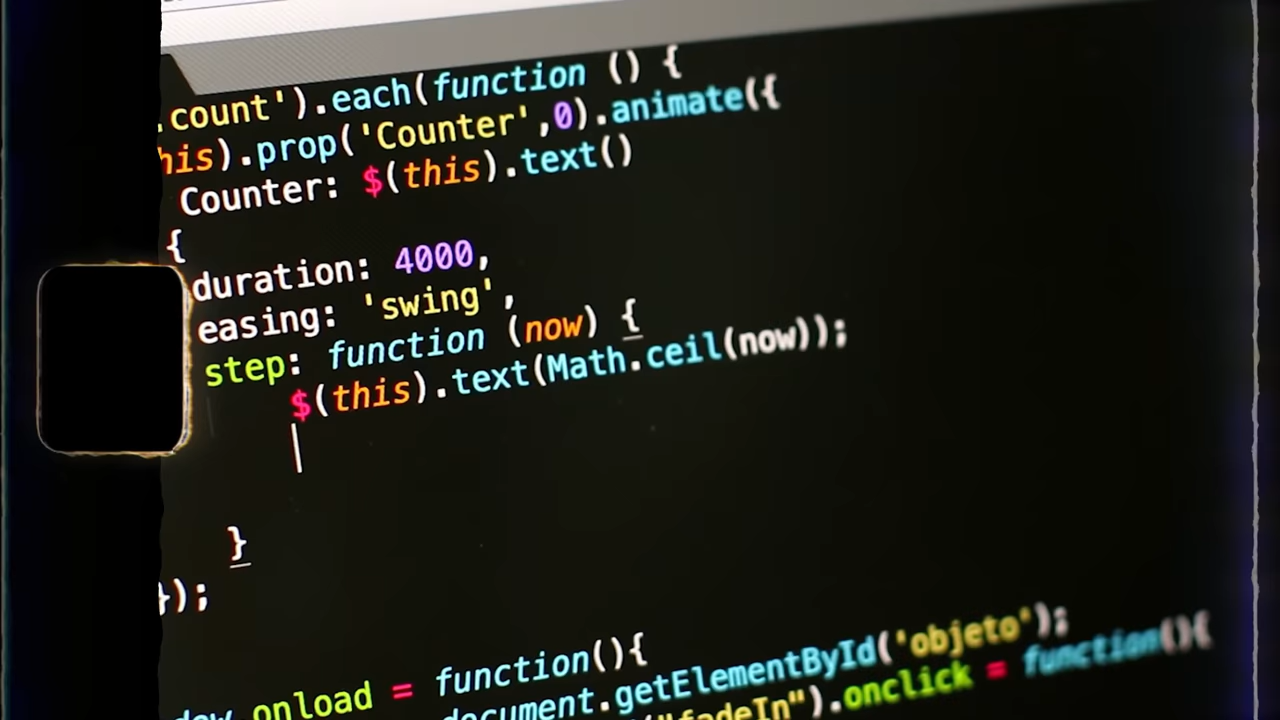 .count').each(function () {
his).prop('Counter',0).animate({
Counter: $(this).text()
{
duration: 4000,
easing: 'swing',
step: function (now) {
$(this).text(Math.ceil(now));
}
});
onload = function(){
document.getElementById('objeto');
"fadeIn").onclick = function(){